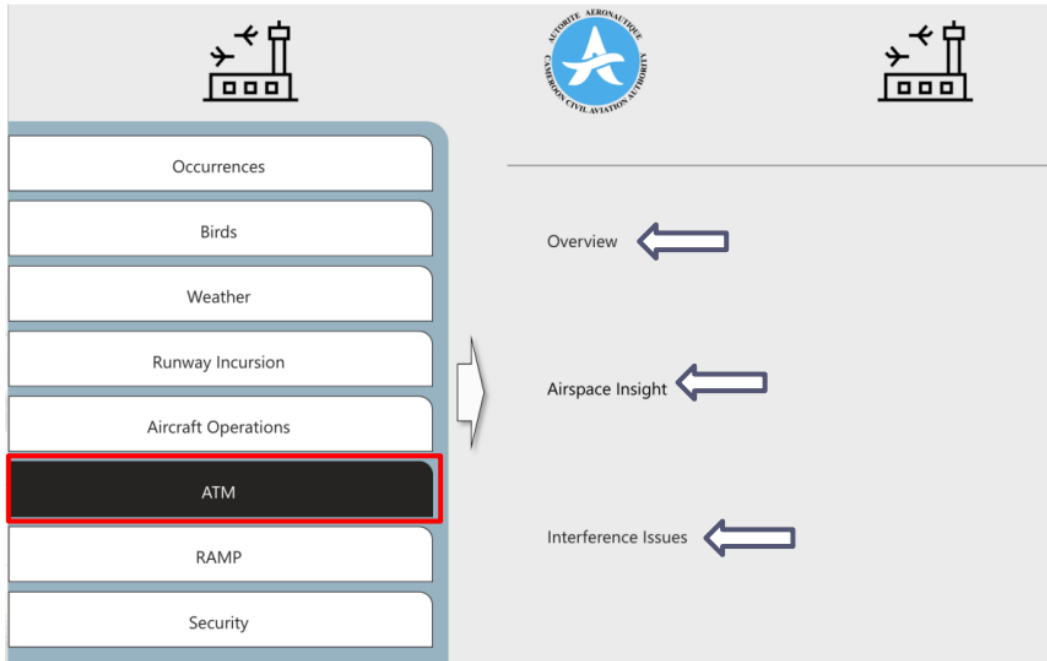 AUTORITE AERONAUTIQUE
CAMEROON CIVIL AVIATION AUTHORITY
Occurrences
Birds
Weather
Runway Incursion
Aircraft Operations
ATM
RAMP
Security
Overview
Airspace Insight
Interference Issues